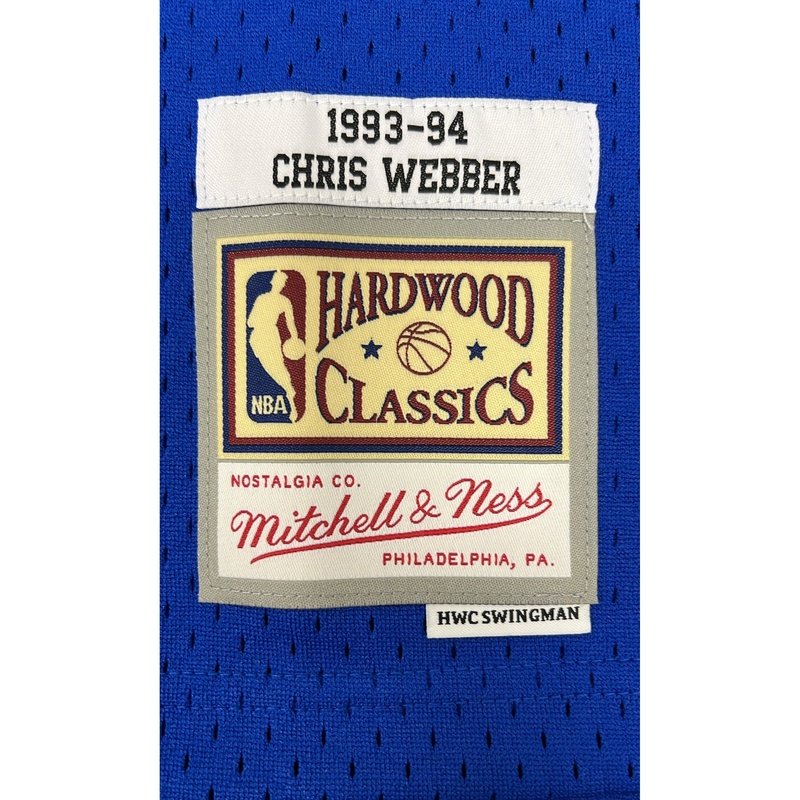 1993-94
CHRIS WEBBER
HARDWOOD
NBA
CLASSICS
NOSTALGIA CO.
Mitchell & Ness
PHILADELPHIA, PA.
HWC SWINGMAN